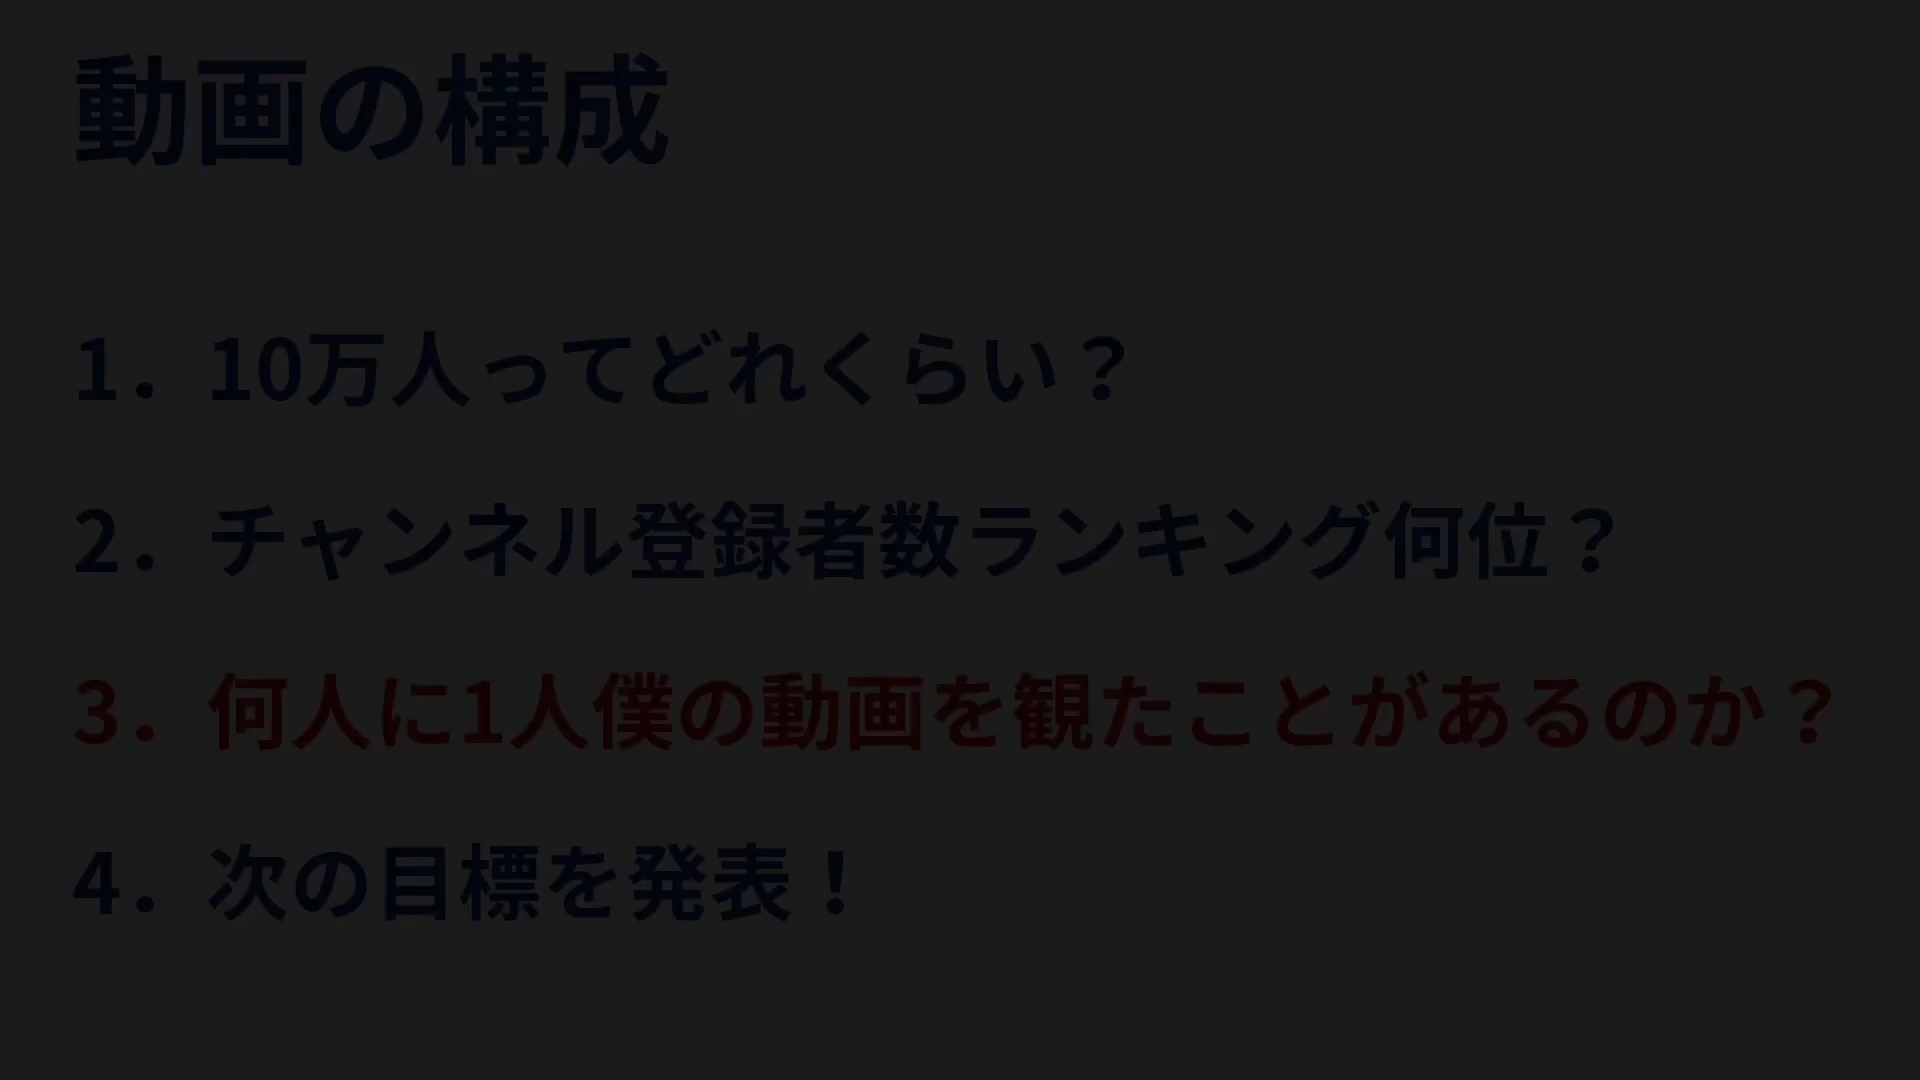 動画の構成
1. 10万人ってどれくらい？
2. チャンネル登録者数ランキング何位？
3. 何人に1人僕の動画を観たことがあるのか？
4. 次の目標を発表！